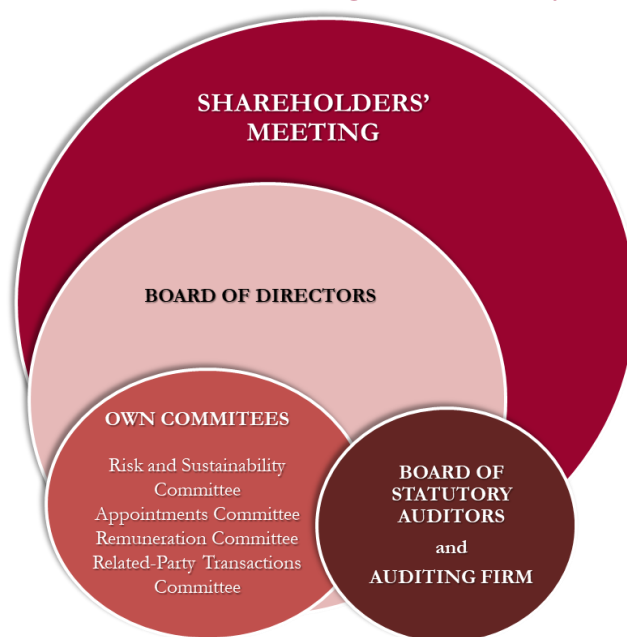 SHAREHOLDERS'
MEETING
BOARD OF DIRECTORS
OWN COMMITEES
Risk and Sustainability
Committee
Appointments Committee
Remuneration Committee
Related-Party Transactions
Committee
BOARD OF
STATUTORY
AUDITORS
and
AUDITING FIRM